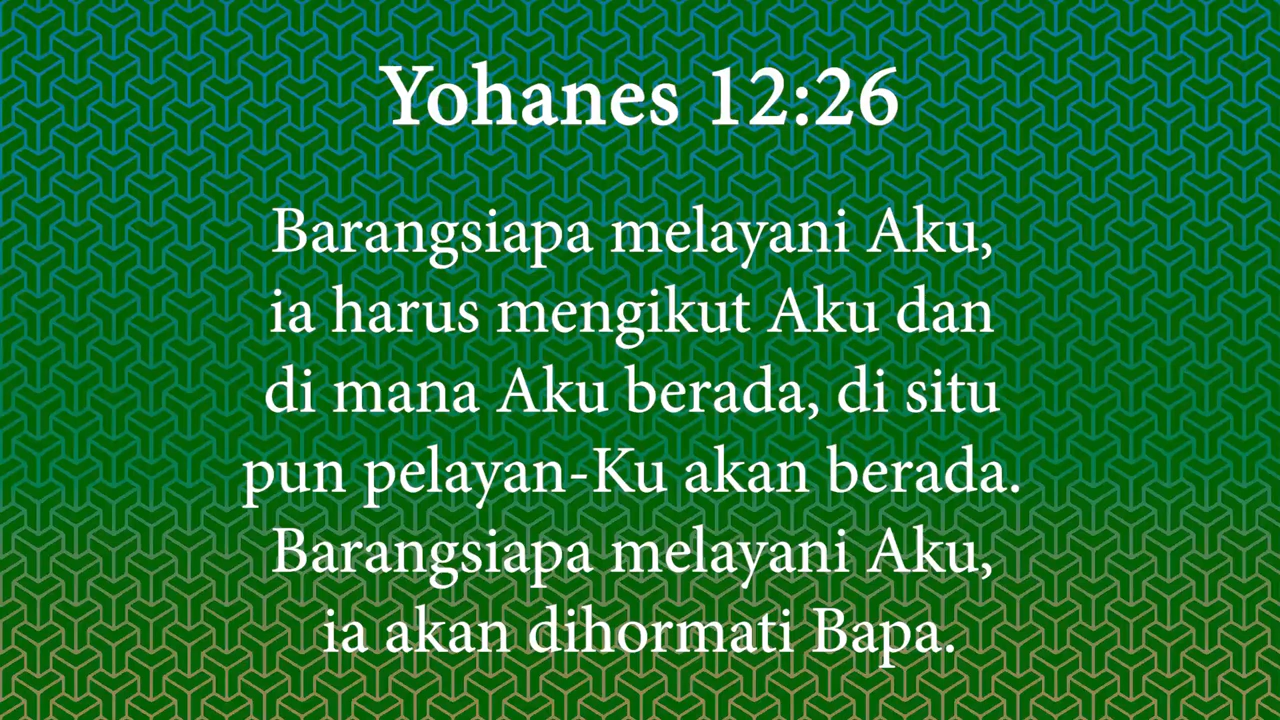 Yohanes 12:26
Barangsiapa melayani Aku,
ia harus mengikut Aku dan
di mana Aku berada, di situ
pun pelayan-Ku akan berada.
Barangsiapa melayani Aku,
ia akan dihormati Bapa.